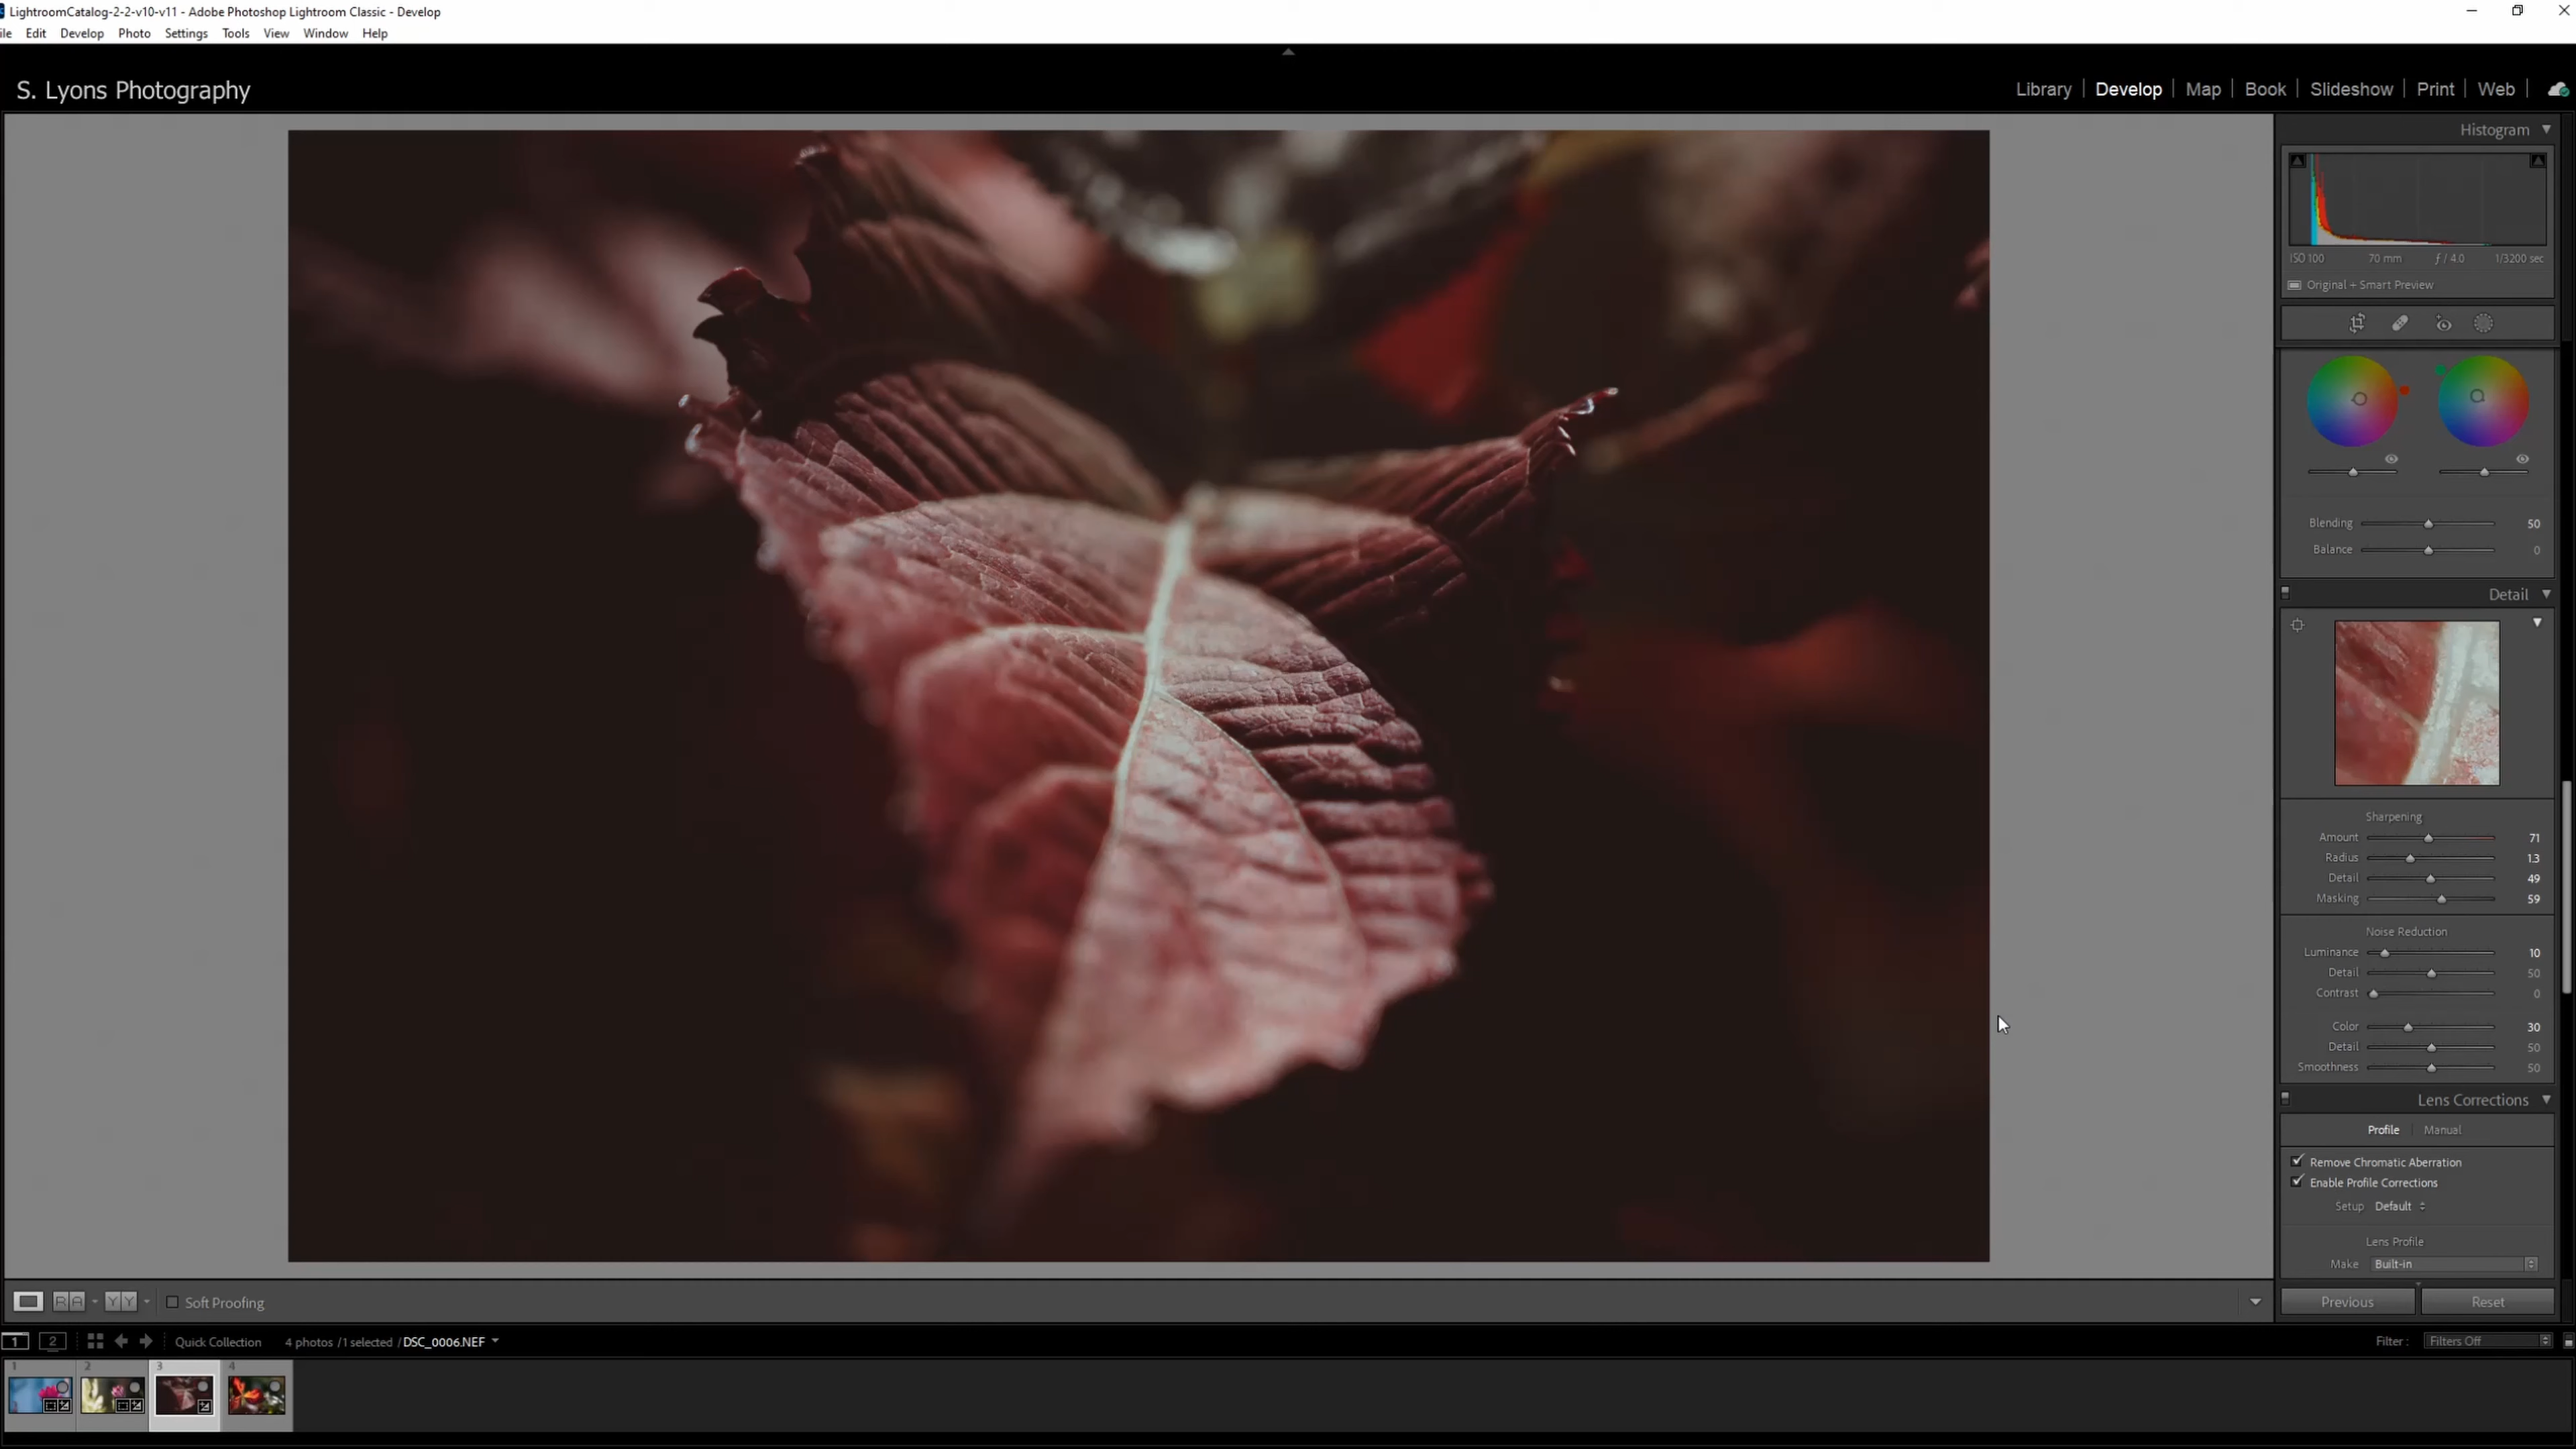 LightroomCatalog-2-2-v10-v11 - Adobe Photoshop Lightroom Classic - Develop
ile Edit Develop Photo Settings Tools View Window Help
S. Lyons Photography
Library Develop Map Book Slideshow Print Web
Histogram
ISO 100 70 mm ƒ / 4.0 1/3200 sec
Original + Smart Preview
Blending 50
Balance 0
Detail
Sharpening
Amount 71
Radius 1.3
Detail 49
Masking 59
Noise Reduction
Luminance 10
Detail 50
Contrast 0
Color 30
Detail 50
Smoothness 50
Lens Corrections
Profile Manual
Remove Chromatic Aberration
Enable Profile Corrections
Setup Default
Lens Profile
Make Built-in
R A Y Y Soft Proofing
Previous Reset
1 2 Quick Collection 4 photos / 1 selected / DSC_0006.NEF
Filter : Filters Off
1 2 3 4